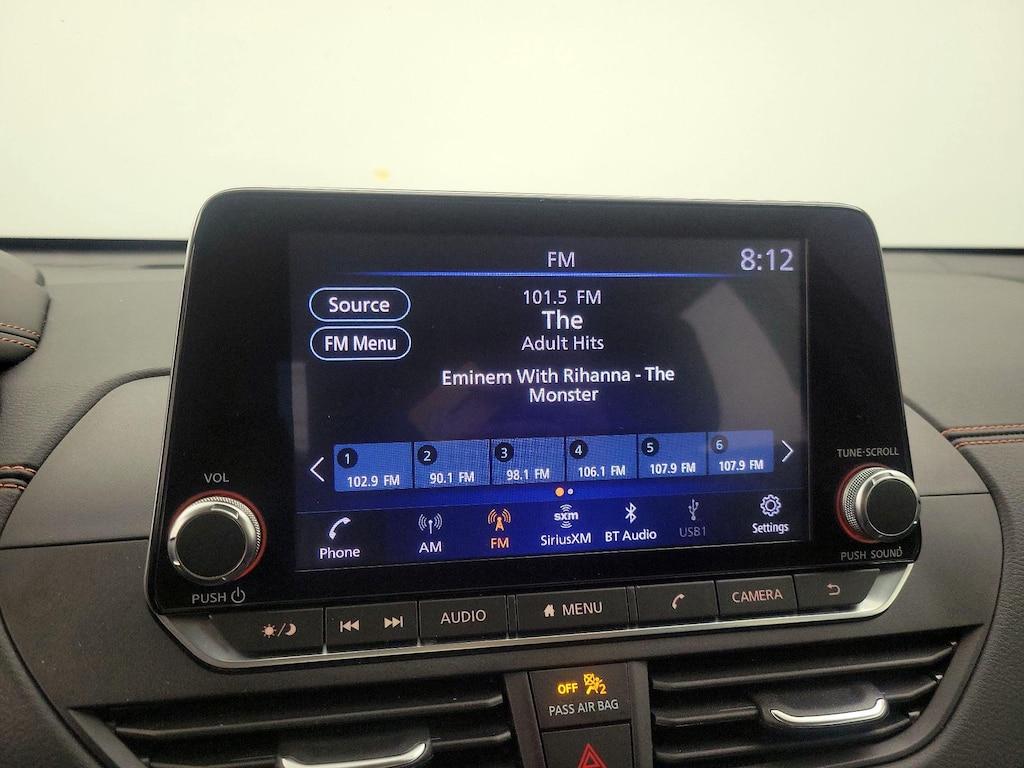 FM
8:12
Source
FM Menu
101.5 FM
The
Adult Hits
Eminem With Rihanna - The
Monster
1
102.9 FM
2
90.1 FM
3
98.1 FM
4
106.1 FM
5
107.9 FM
6
107.9 FM
Phone
AM
FM
sxm
SiriusXM
BT Audio
USB1
Settings
VOL
PUSH
TUNE·SCROLL
PUSH SOUND
AUDIO
MENU
CAMERA
OFF
2
PASS AIR BAG